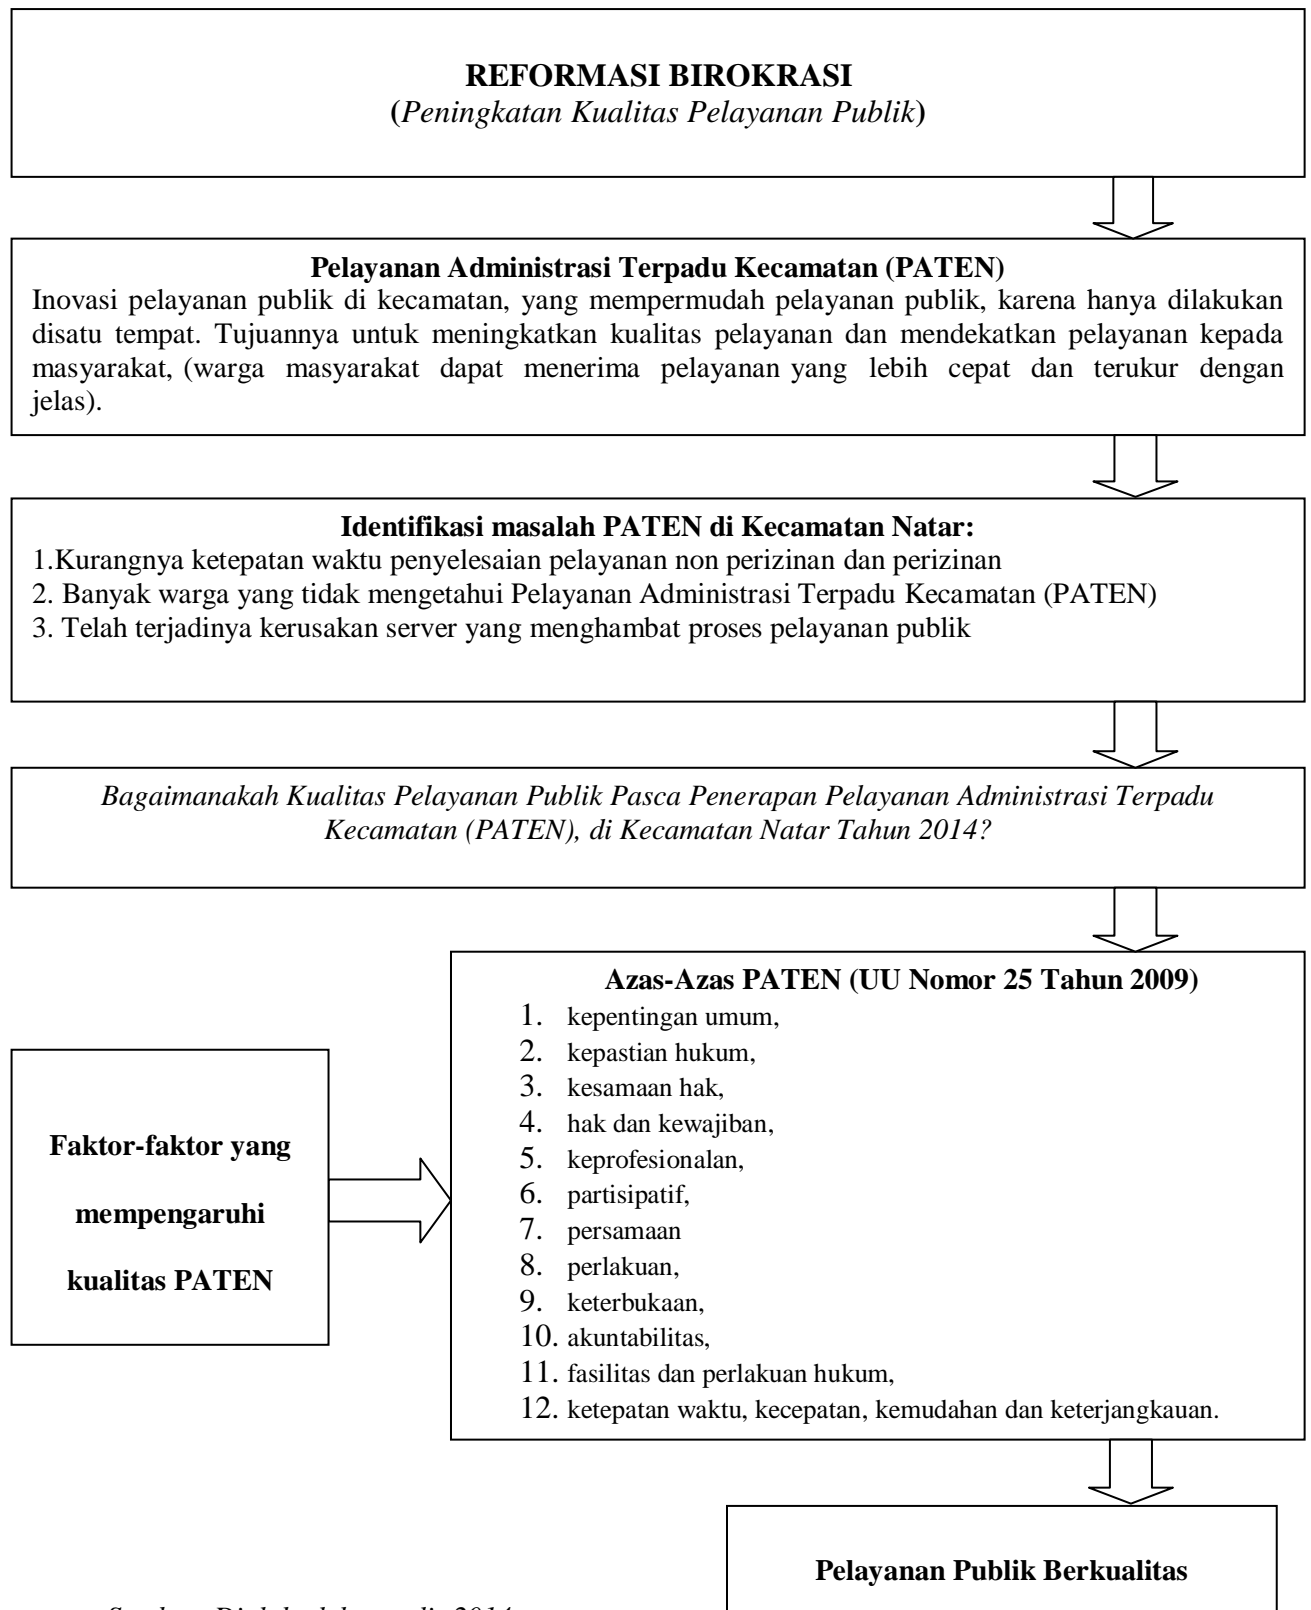 REFORMASI BIROKRASI
(Peningkatan Kualitas Pelayanan Publik)
Pelayanan Administrasi Terpadu Kecamatan (PATEN)
Inovasi pelayanan publik di kecamatan, yang mempermudah pelayanan publik, karena hanya dilakukan
disatu tempat. Tujuannya untuk meningkatkan kualitas pelayanan dan mendekatkan pelayanan kepada
masyarakat, (warga masyarakat dapat menerima pelayanan yang lebih cepat dan terukur dengan
jelas).
Identifikasi masalah PATEN di Kecamatan Natar:
1.Kurangnya ketepatan waktu penyelesaian pelayanan non perizinan dan perizinan
2. Banyak warga yang tidak mengetahui Pelayanan Administrasi Terpadu Kecamatan (PATEN)
3. Telah terjadinya kerusakan server yang menghambat proses pelayanan publik
Bagaimanakah Kualitas Pelayanan Publik Pasca Penerapan Pelayanan Administrasi Terpadu
Kecamatan (PATEN), di Kecamatan Natar Tahun 2014?
Azas-Azas PATEN (UU Nomor 25 Tahun 2009)
1. kepentingan umum,
2. kepastian hukum,
3. kesamaan hak,
4. hak dan kewajiban,
5. keprofesionalan,
6. partisipatif,
7. persamaan
8. perlakuan,
9. keterbukaan,
10. akuntabilitas,
11. fasilitas dan perlakuan hukum,
12. ketepatan waktu, kecepatan, kemudahan dan keterjangkauan.
Faktor-faktor yang
mempengaruhi
kualitas PATEN
Pelayanan Publik Berkualitas